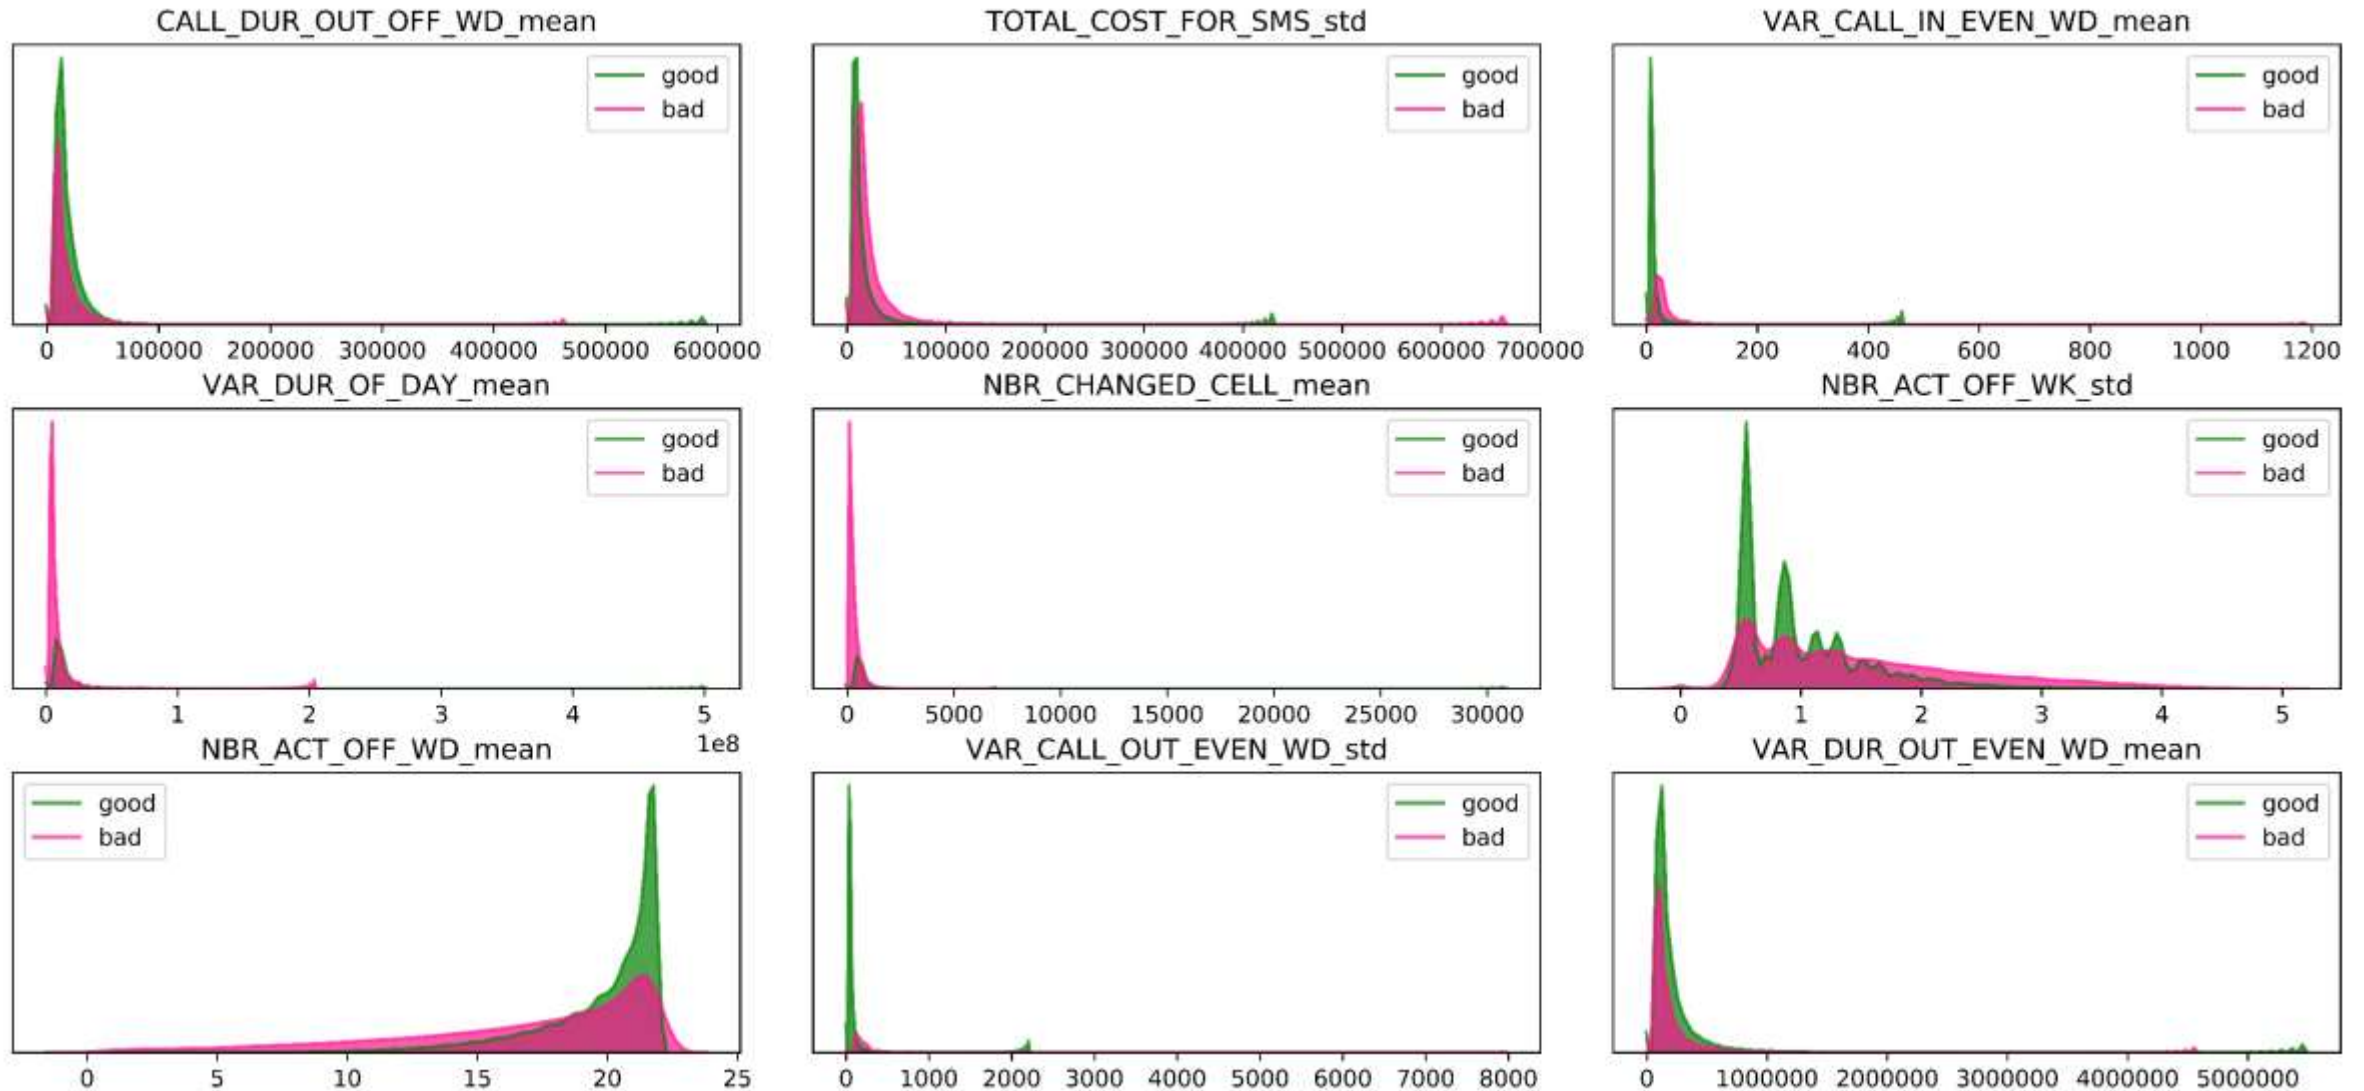 CALL_DUR_OUT_OFF_WD_mean
good
bad
0 100000 200000 300000 400000 500000 600000
TOTAL_COST_FOR_SMS_std
good
bad
0 100000 200000 300000 400000 500000 600000 700000
VAR_CALL_IN_EVEN_WD_mean
good
bad
0 200 400 600 800 1000 1200
VAR_DUR_OF_DAY_mean
good
bad
0 1 2 3 4 5
1e8
NBR_CHANGED_CELL_mean
good
bad
0 5000 10000 15000 20000 25000 30000
NBR_ACT_OFF_WK_std
good
bad
0 1 2 3 4 5
NBR_ACT_OFF_WD_mean
good
bad
0 5 10 15 20 25
VAR_CALL_OUT_EVEN_WD_std
good
bad
0 1000 2000 3000 4000 5000 6000 7000 8000
VAR_DUR_OUT_EVEN_WD_mean
good
bad
0 1000000 2000000 3000000 4000000 5000000